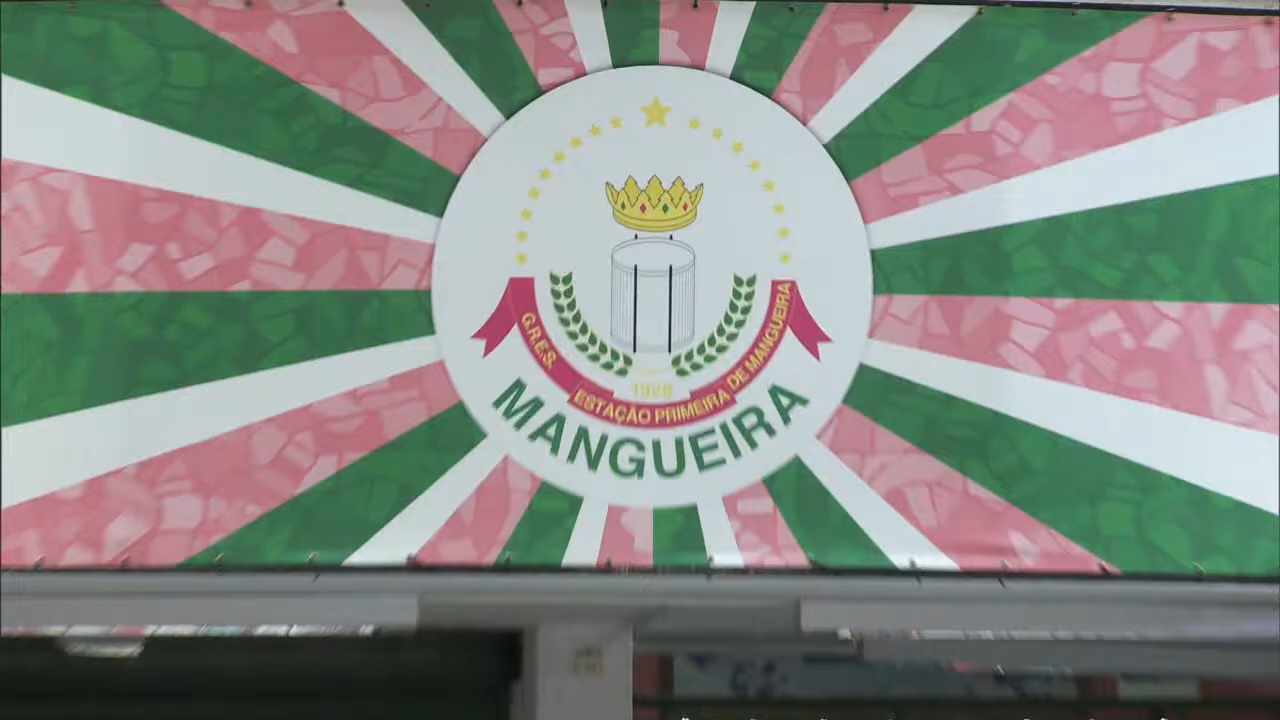 1928
G.R.E.S.
ESTAÇÃO PRIMEIRA
DE MANGUEIRA
MANGUEIRA